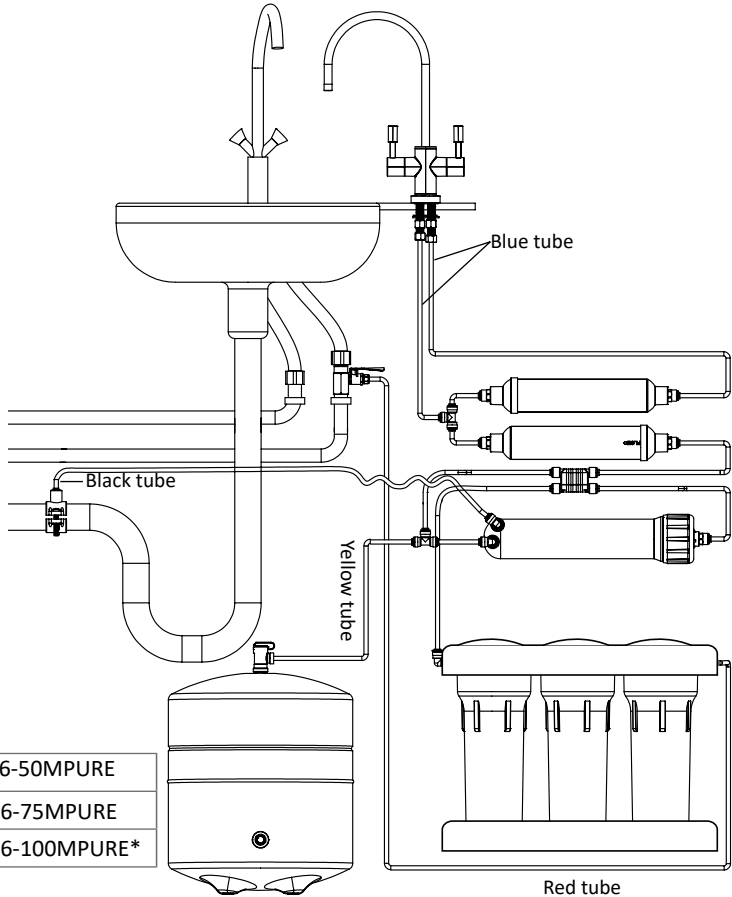 Blue tube
Black tube
Yellow tube
6-50MPURE
6-75MPURE
6-100MPURE*
Red tube